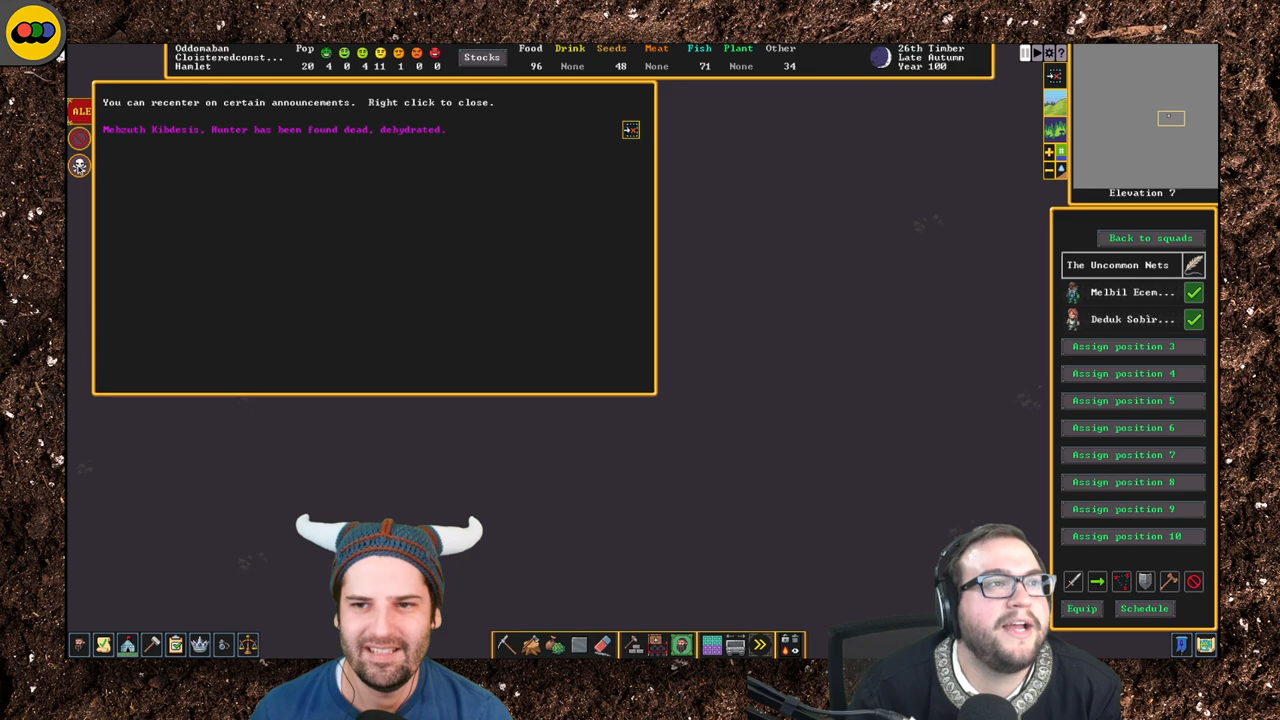 Oddomaban
Cloisteredconst...
Hamlet
Pop
20 4 0 4 11 1 0 0
Stocks
Food Drink Seeds Meat Fish Plant Other
96 None 48 None 71 None 34
26th Timber
Late Autumn
Year 100
ALE
You can recenter on certain announcements. Right click to close.
Mebzuth Kibdesis, Hunter has been found dead, dehydrated.
Elevation 7
Back to squads
The Uncommon Nets
Melbil Ecem...
Deduk Sobìr...
Assign position 3
Assign position 4
Assign position 5
Assign position 6
Assign position 7
Assign position 8
Assign position 9
Assign position 10
Equip
Schedule